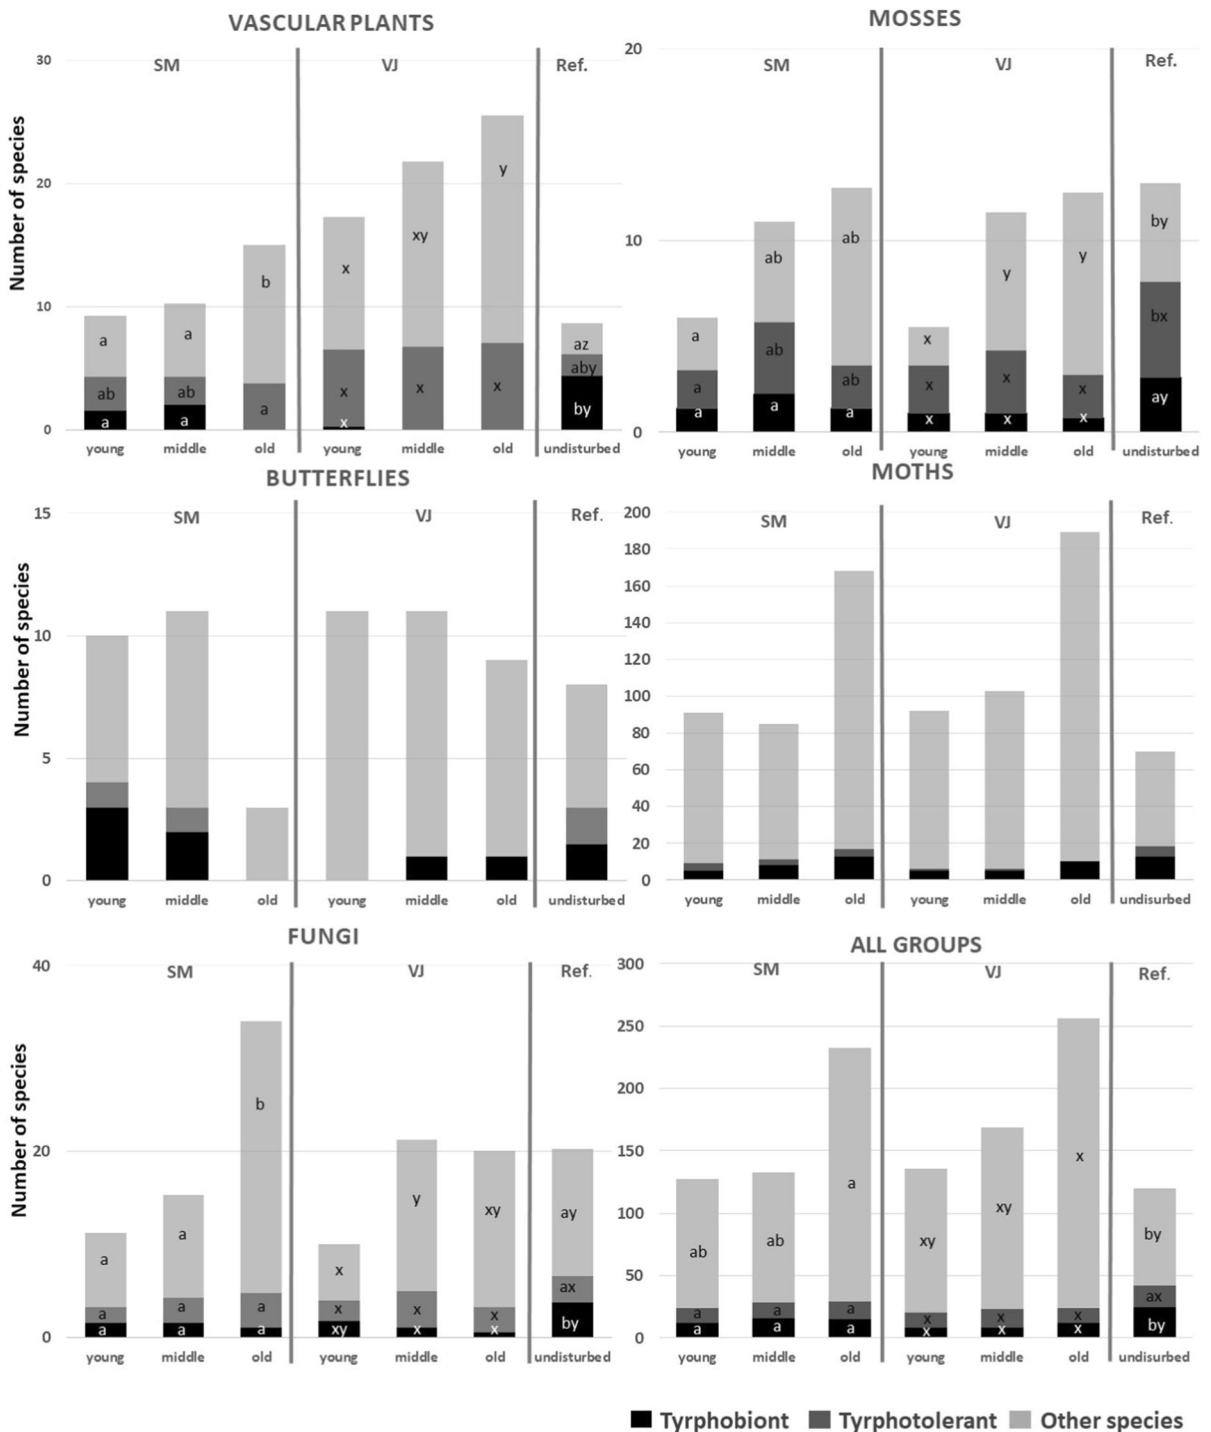 VASCULAR PLANTS
Number of species
30
20
10
0
SM
VJ
Ref.
a
a
b
x
xy
y
az
ab
ab
a
x
x
x
aby
a
a
x
by
young
middle
old
young
middle
old
undisturbed
MOSSES
20
10
0
SM
VJ
Ref.
a
ab
ab
x
y
y
by
a
ab
ab
x
x
x
bx
a
a
a
x
x
x
ay
young
middle
old
young
middle
old
undisturbed
BUTTERFLIES
Number of species
15
10
5
0
SM
VJ
Ref.
young
middle
old
young
middle
old
undisturbed
MOTHS
200
180
160
140
120
100
80
60
40
20
0
SM
VJ
Ref.
young
middle
old
young
middle
old
undisurbed
FUNGI
Number of species
40
20
0
SM
VJ
Ref.
a
a
b
x
y
xy
ay
a
a
a
x
x
x
ax
a
a
a
xy
x
x
by
young
middle
old
young
middle
old
undisturbed
ALL GROUPS
300
250
200
150
100
50
0
SM
VJ
Ref.
ab
ab
a
xy
xy
x
by
a
a
a
x
x
x
ax
a
a
a
x
x
x
by
young
middle
old
young
middle
old
undisurbed
Tyrphobiont
Tyrphotolerant
Other species